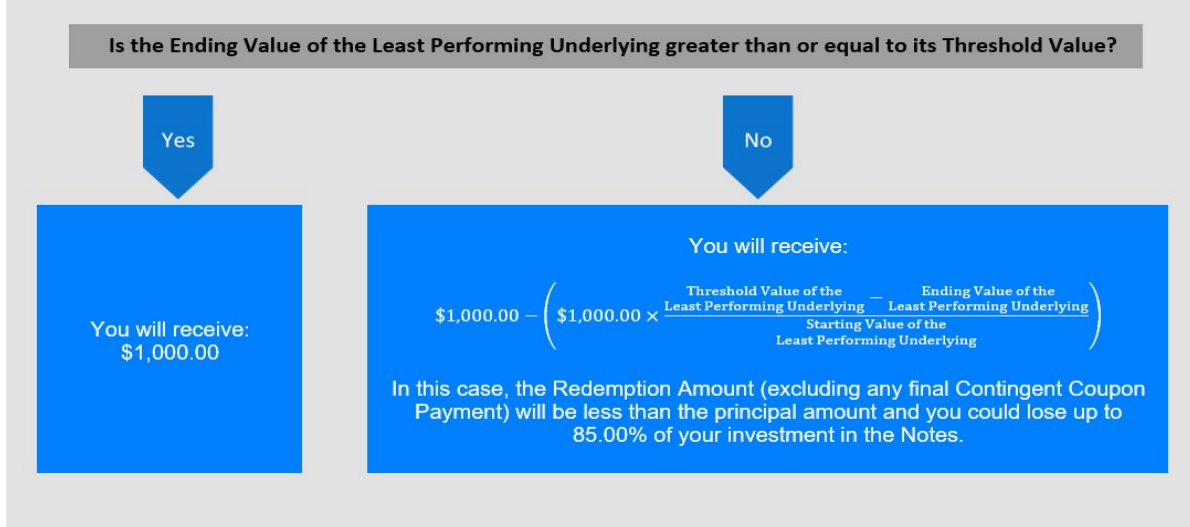 Is the Ending Value of the Least Performing Underlying greater than or equal to its Threshold Value?
Yes
No
You will receive:
$1,000.00
You will receive:
$1,000.00 − ( $1,000.00 × (Threshold Value of the Least Performing Underlying − Ending Value of the Least Performing Underlying) / Starting Value of the Least Performing Underlying )
In this case, the Redemption Amount (excluding any final Contingent Coupon
Payment) will be less than the principal amount and you could lose up to
85.00% of your investment in the Notes.